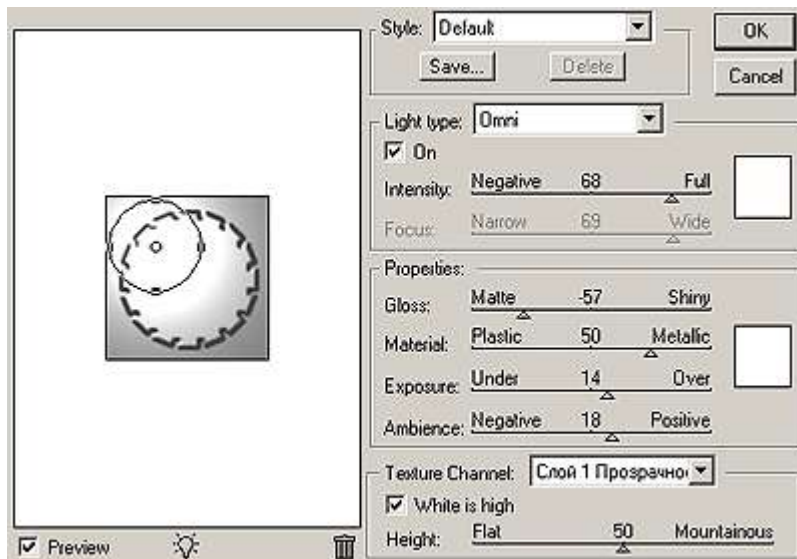 Style: Default
OK
Save... Delete
Cancel
Light type: Omni
On
Intensity: Negative 68 Full
Focus: Narrow 69 Wide
Properties:
Gloss: Matte -57 Shiny
Material: Plastic 50 Metallic
Exposure: Under 14 Over
Ambience: Negative 18 Positive
Texture Channel: Слой 1 Прозрачнос
White is high
Height: Flat 50 Mountainous
Preview